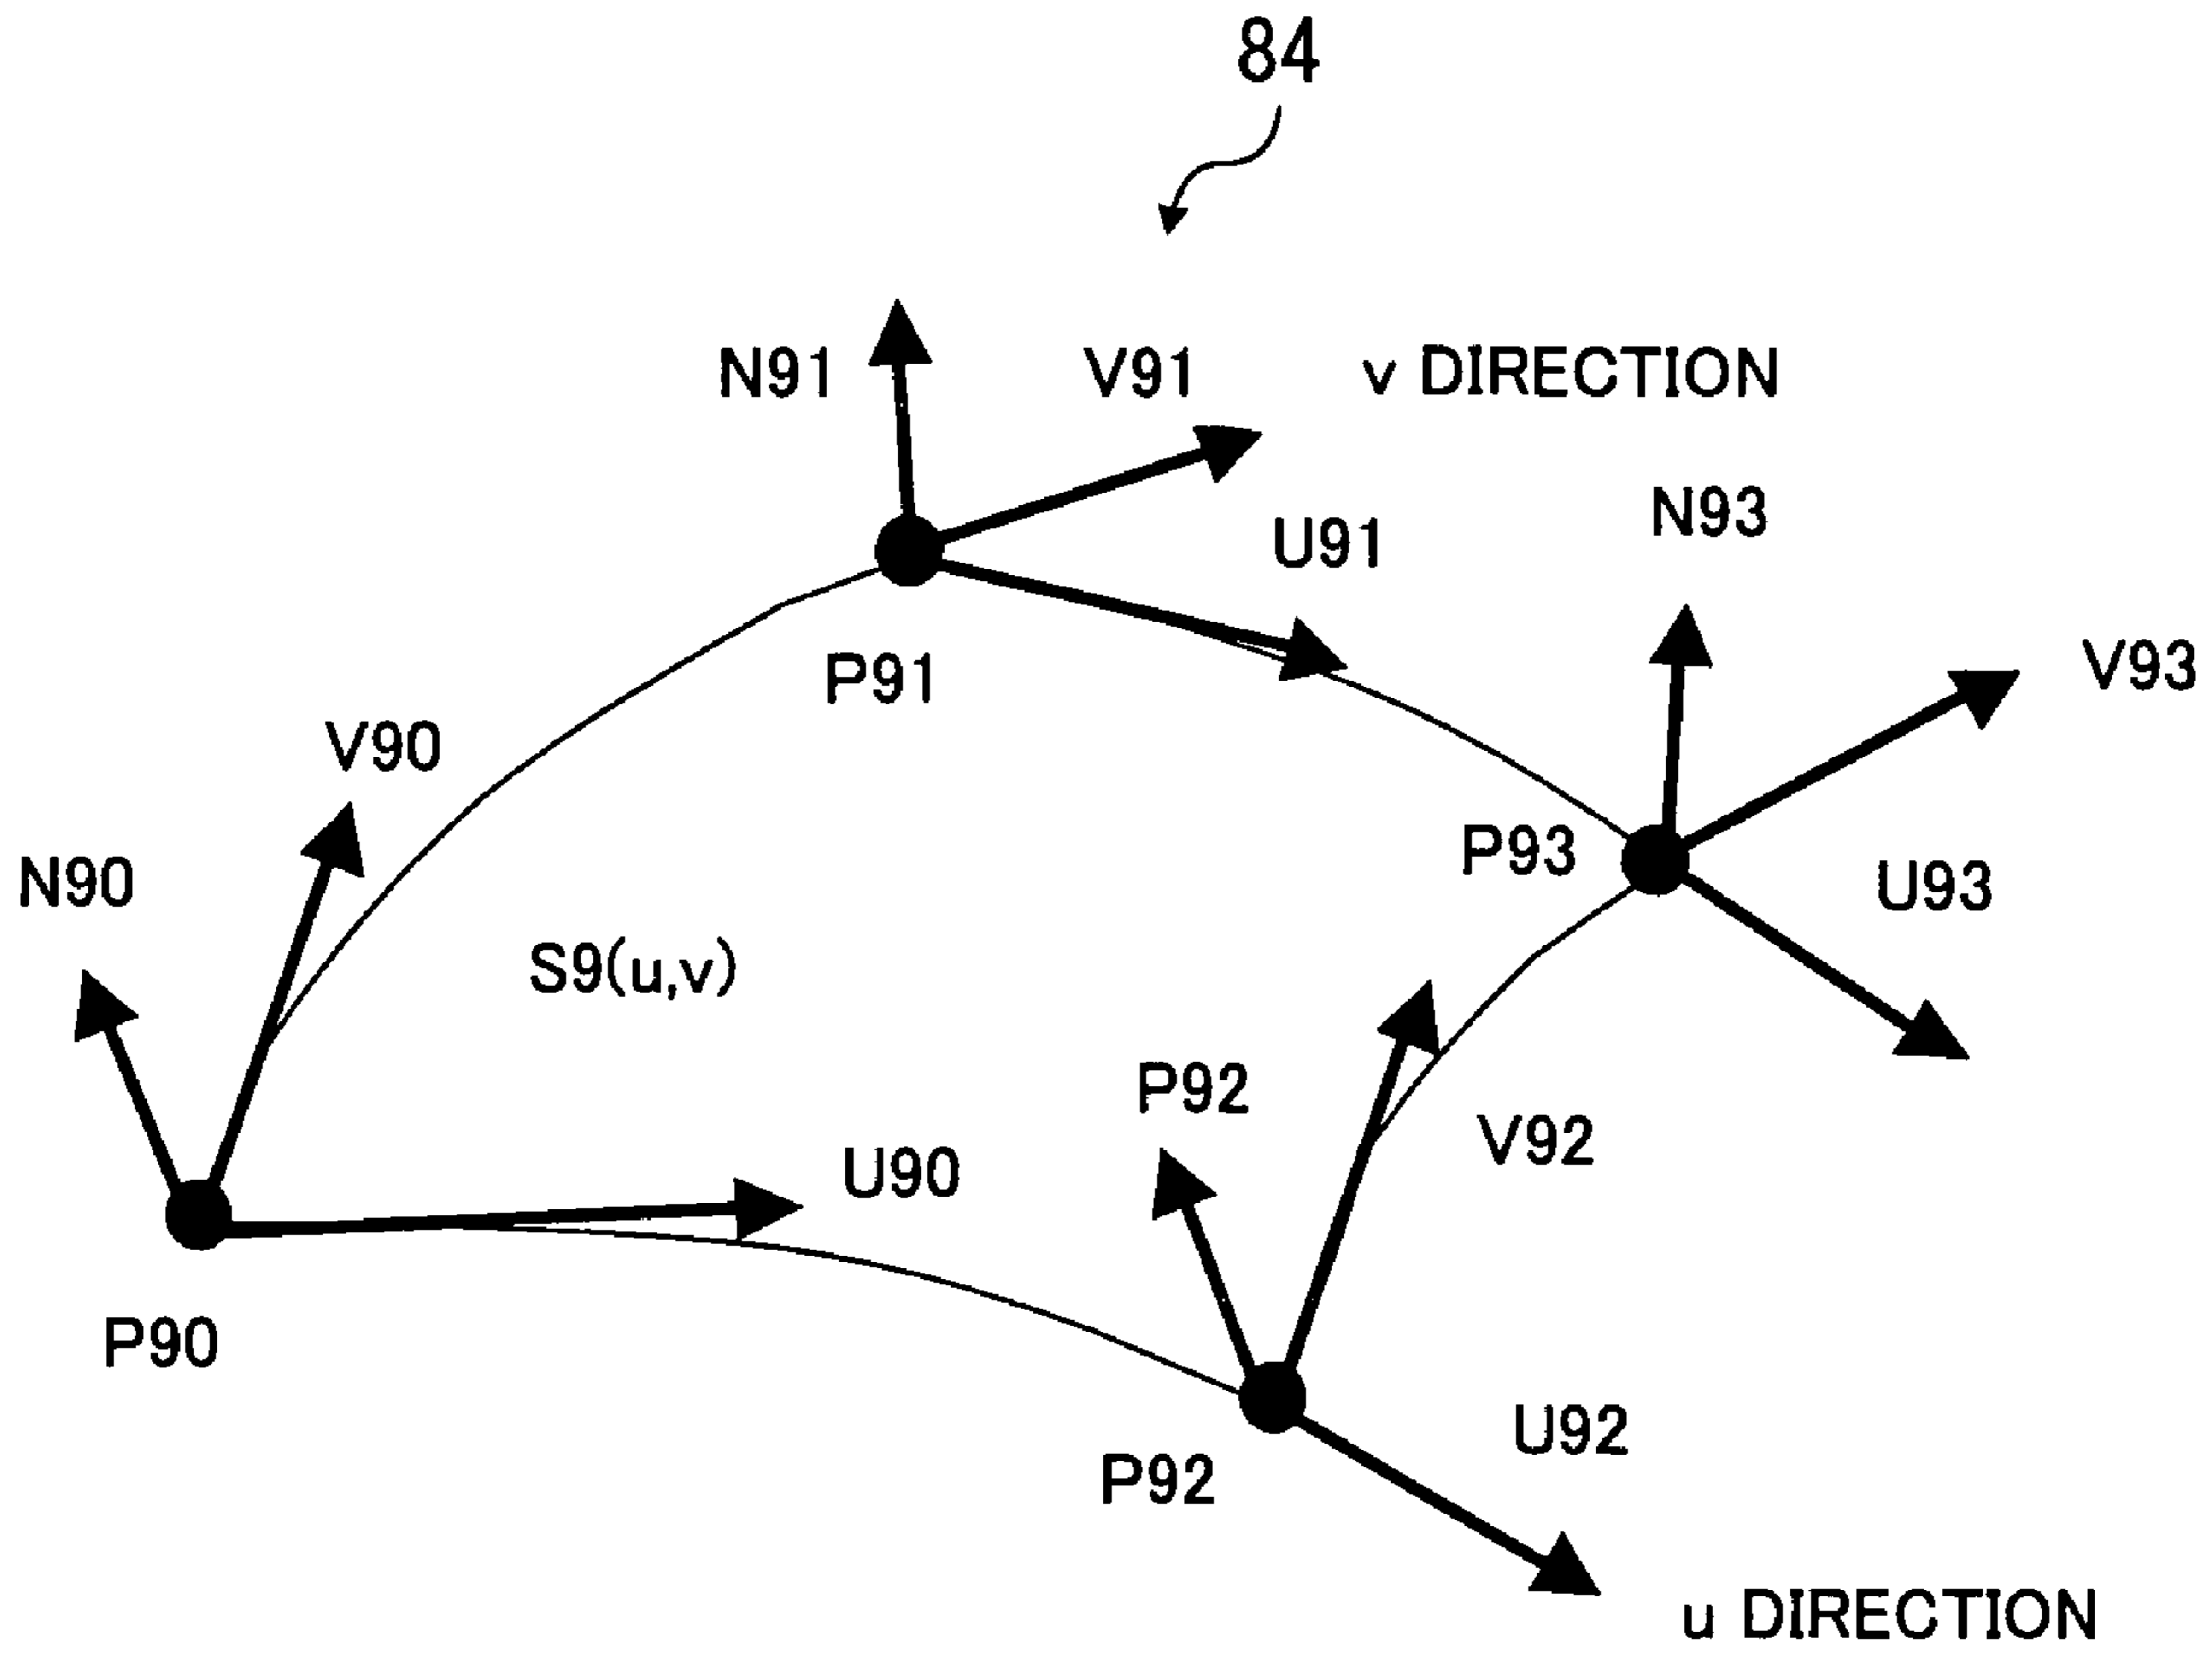 84
N91
V91
v DIRECTION
N93
U91
V93
P91
V90
P93
N90
U93
S9(u,v)
P92
V92
U90
P90
U92
P92
u DIRECTION